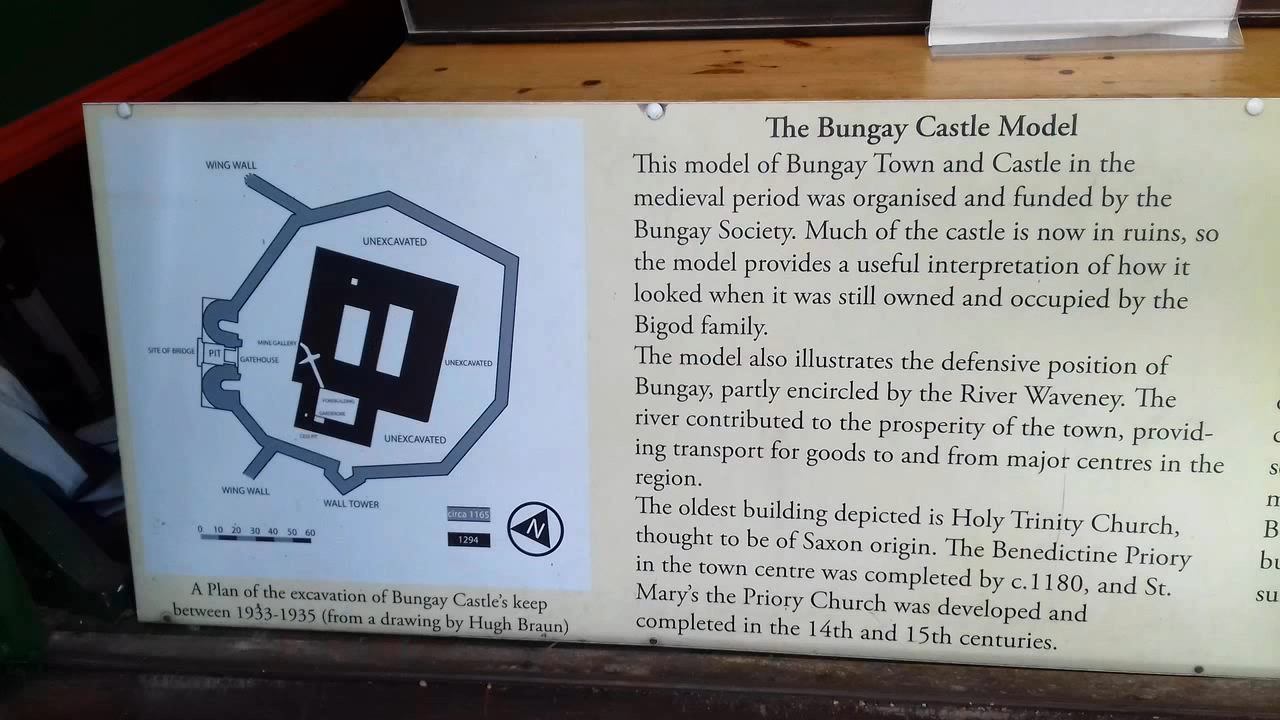 WING WALL
UNEXCAVATED
MINE GALLERY
SITE OF BRIDGE
PIT
GATEHOUSE
UNEXCAVATED
FOREBUILDING
GARDEROBE
CESS PIT
UNEXCAVATED
WING WALL
WALL TOWER
circa 1165
1294
N
0 10 20 30 40 50 60
A Plan of the excavation of Bungay Castle's keep
between 1933-1935 (from a drawing by Hugh Braun)
The Bungay Castle Model
This model of Bungay Town and Castle in the
medieval period was organised and funded by the
Bungay Society. Much of the castle is now in ruins, so
the model provides a useful interpretation of how it
looked when it was still owned and occupied by the
Bigod family.
The model also illustrates the defensive position of
Bungay, partly encircled by the River Waveney. The
river contributed to the prosperity of the town, provid-
ing transport for goods to and from major centres in the
region.
The oldest building depicted is Holy Trinity Church,
thought to be of Saxon origin. The Benedictine Priory
in the town centre was completed by c.1180, and St.
Mary's the Priory Church was developed and
completed in the 14th and 15th centuries.